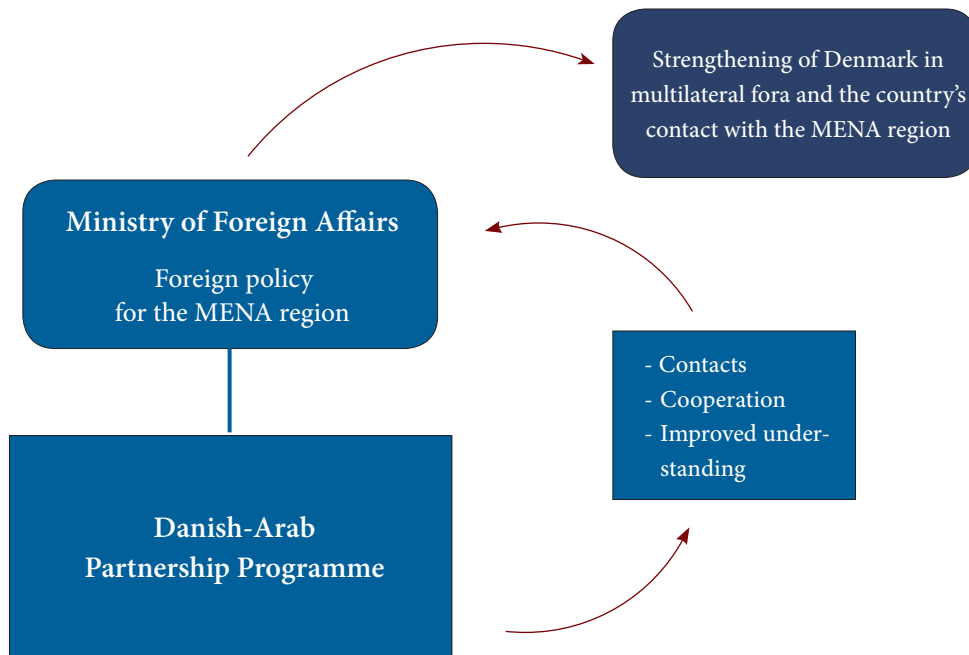 Strengthening of Denmark in
multilateral fora and the country’s
contact with the MENA region
Ministry of Foreign Affairs
Foreign policy
for the MENA region
- Contacts
- Cooperation
- Improved under-
standing
Danish-Arab
Partnership Programme